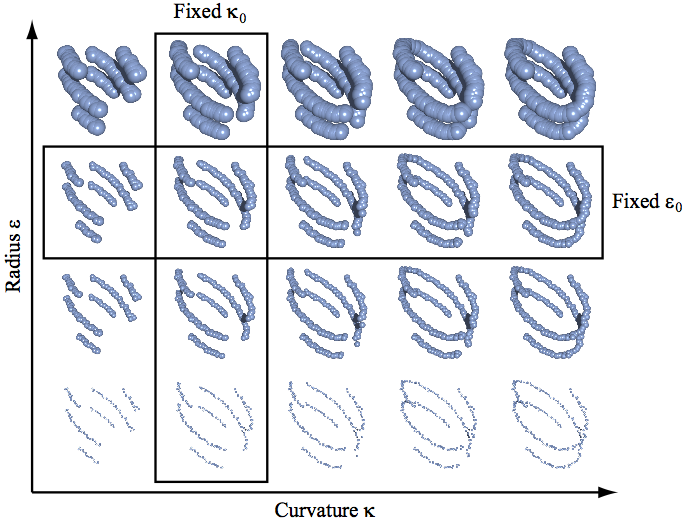 Fixed κ₀
Fixed ε₀
Radius ε
Curvature κ